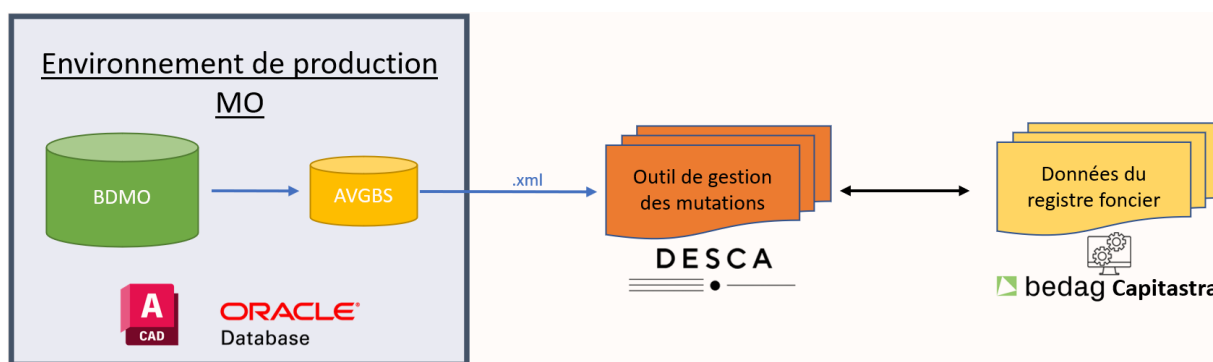 Environnement de production
MO
BDMO
AVGBS
.xml
Outil de gestion
des mutations
Données du
registre foncier
DESCA
bedag Capitastra
A
CAD
ORACLE®
Database